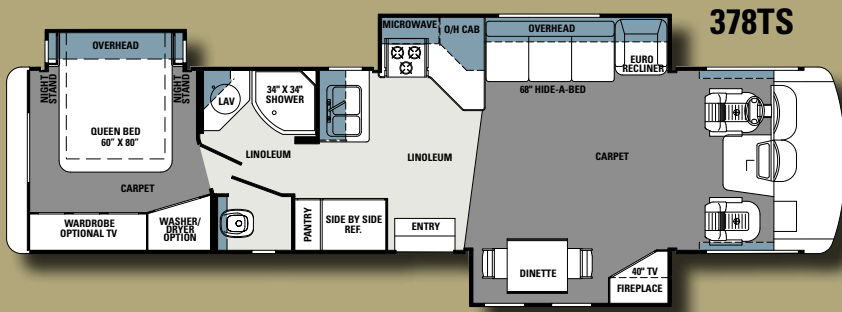 378TS
OVERHEAD
NIGHT
STAND
NIGHT
STAND
QUEEN BED
60" X 80"
CARPET
WARDROBE
OPTIONAL TV
WASHER/
DRYER
OPTION
LAV
34" X 34"
SHOWER
LINOLEUM
PANTRY
SIDE BY SIDE
REF.
MICROWAVE
O/H CAB
LINOLEUM
ENTRY
OVERHEAD
68" HIDE-A-BED
EURO
RECLINER
CARPET
DINETTE
40" TV
FIREPLACE